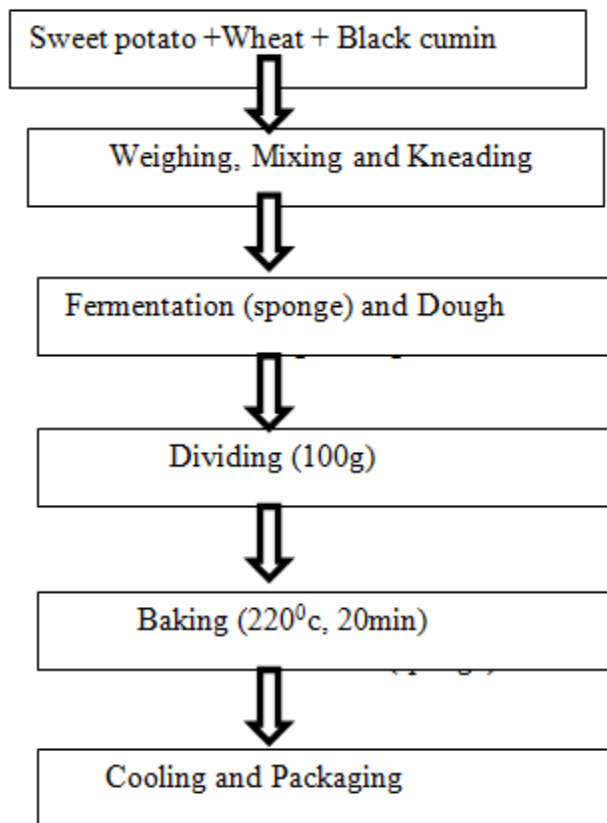 Sweet potato +Wheat + Black cumin
Weighing, Mixing and Kneading
Fermentation (sponge) and Dough
Dividing (100g)
Baking (220⁰c, 20min)
Cooling and Packaging